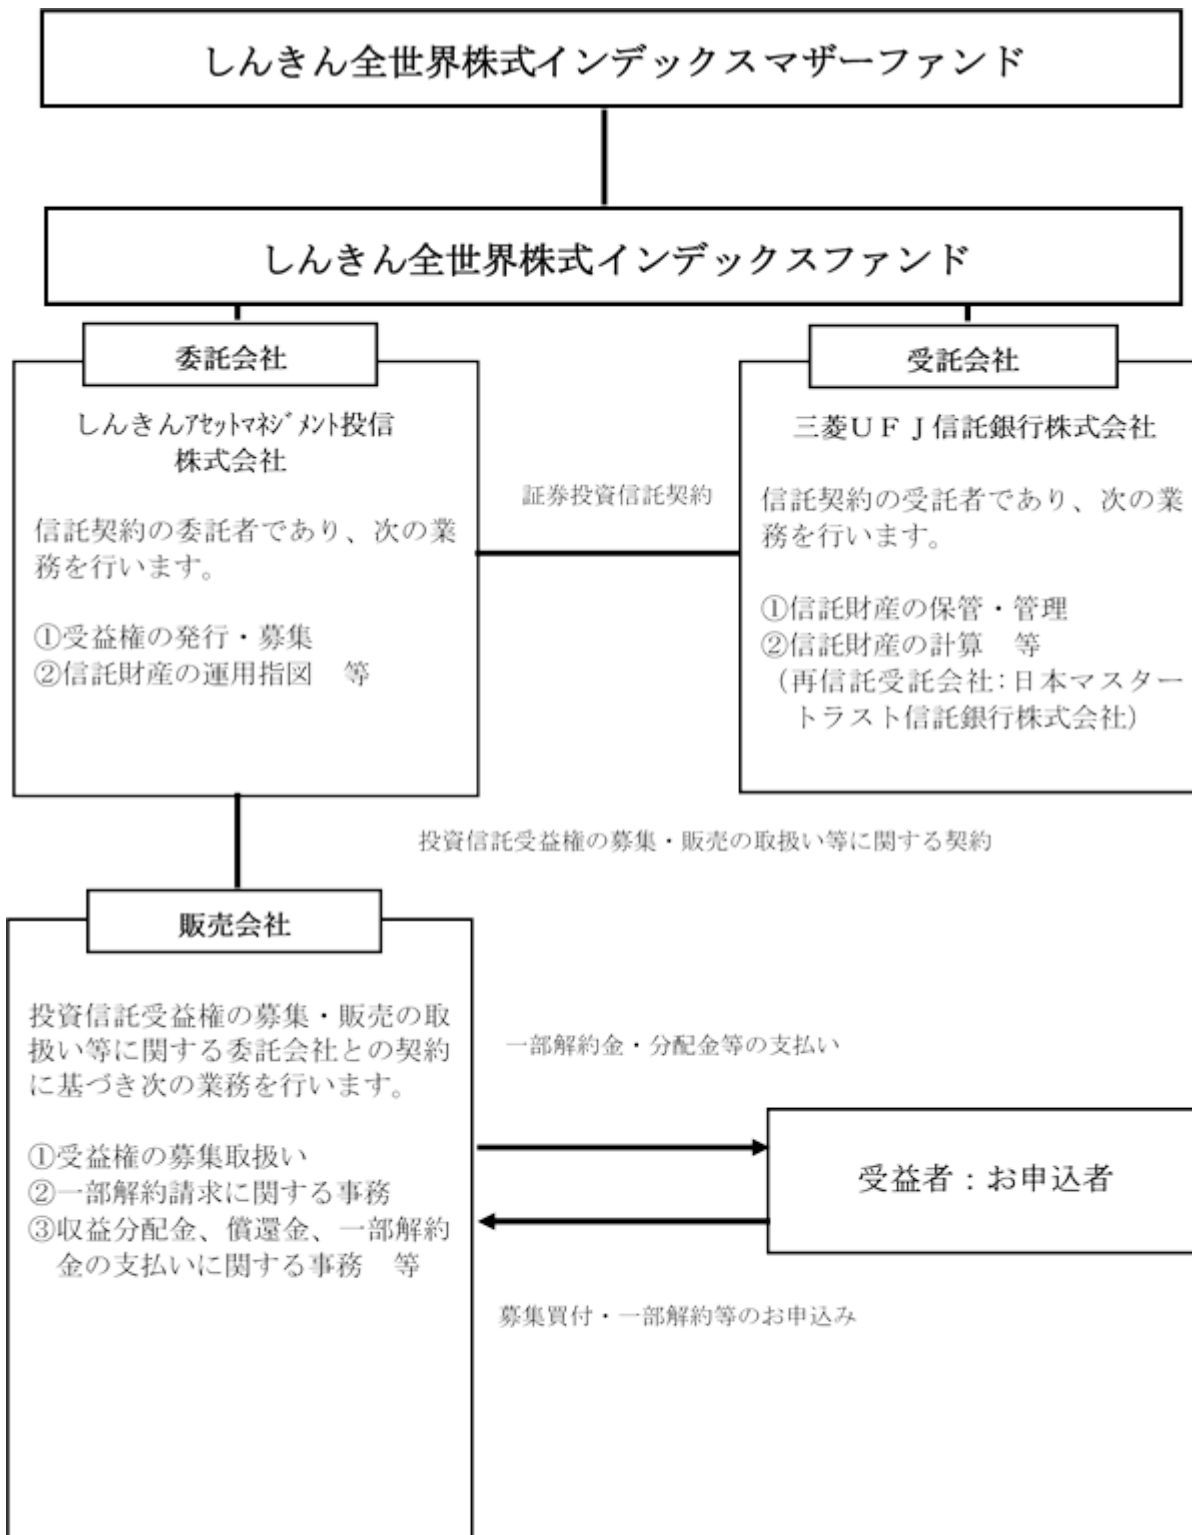 しんきん全世界株式インデックスマザーファンド
しんきん全世界株式インデックスファンド
委託会社
しんきんｱｾｯﾄﾏﾈｼﾞﾒﾝﾄ投信
株式会社
信託契約の委託者であり、次の業
務を行います。
①受益権の発行・募集
②信託財産の運用指図　等
証券投資信託契約
受託会社
三菱ＵＦＪ信託銀行株式会社
信託契約の受託者であり、次の業
務を行います。
①信託財産の保管・管理
②信託財産の計算　等
（再信託受託会社：日本マスター
トラスト信託銀行株式会社）
投資信託受益権の募集・販売の取扱い等に関する契約
販売会社
投資信託受益権の募集・販売の取
扱い等に関する委託会社との契約
に基づき次の業務を行います。
①受益権の募集取扱い
②一部解約請求に関する事務
③収益分配金、償還金、一部解約
金の支払いに関する事務　等
一部解約金・分配金等の支払い
受益者：お申込者
募集買付・一部解約等のお申込み